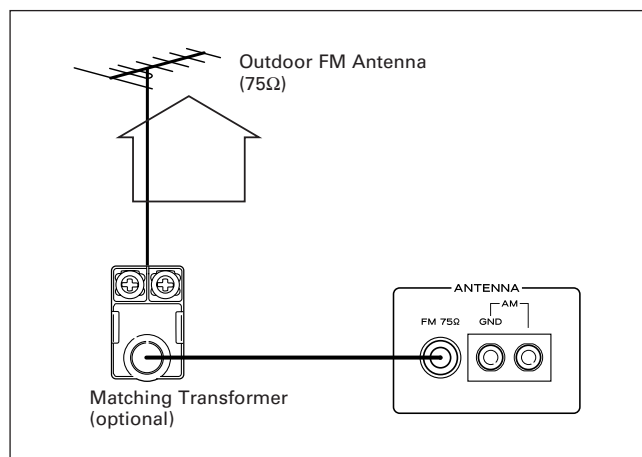 Outdoor FM Antenna
(75Ω)
ANTENNA
AM
FM 75Ω GND
Matching Transformer
(optional)